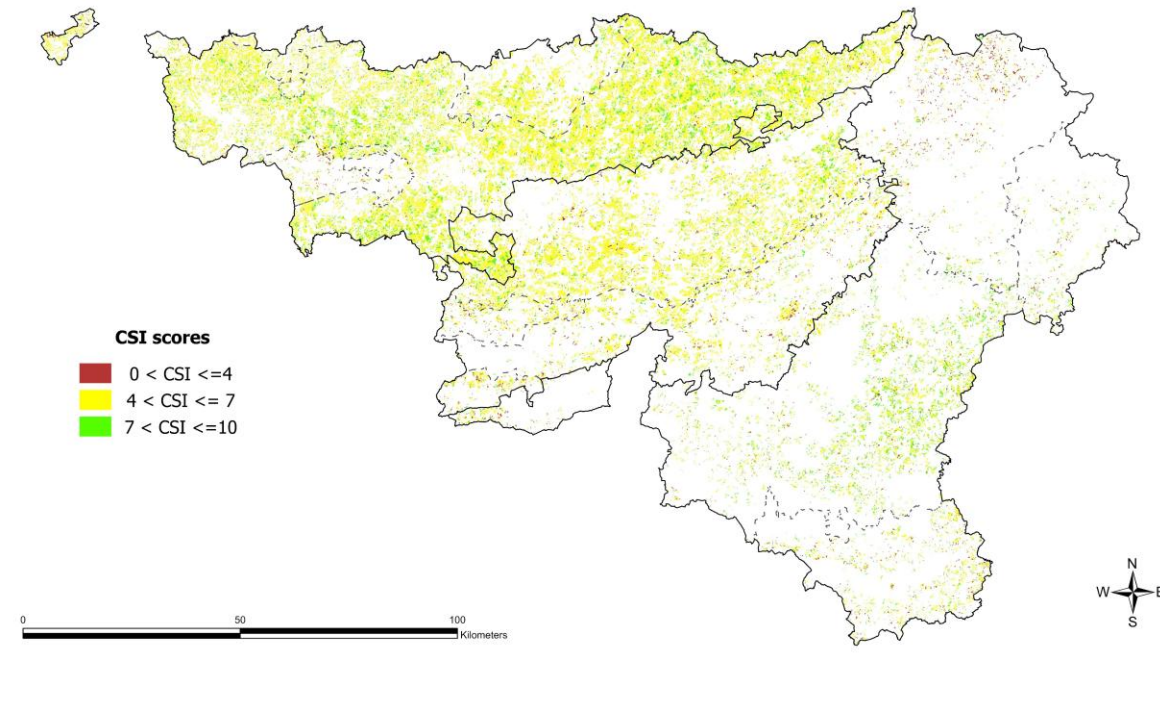 CSI scores
0 < CSI <=4
4 < CSI <= 7
7 < CSI <=10
N
W E
S
0 50 100
Kilometers